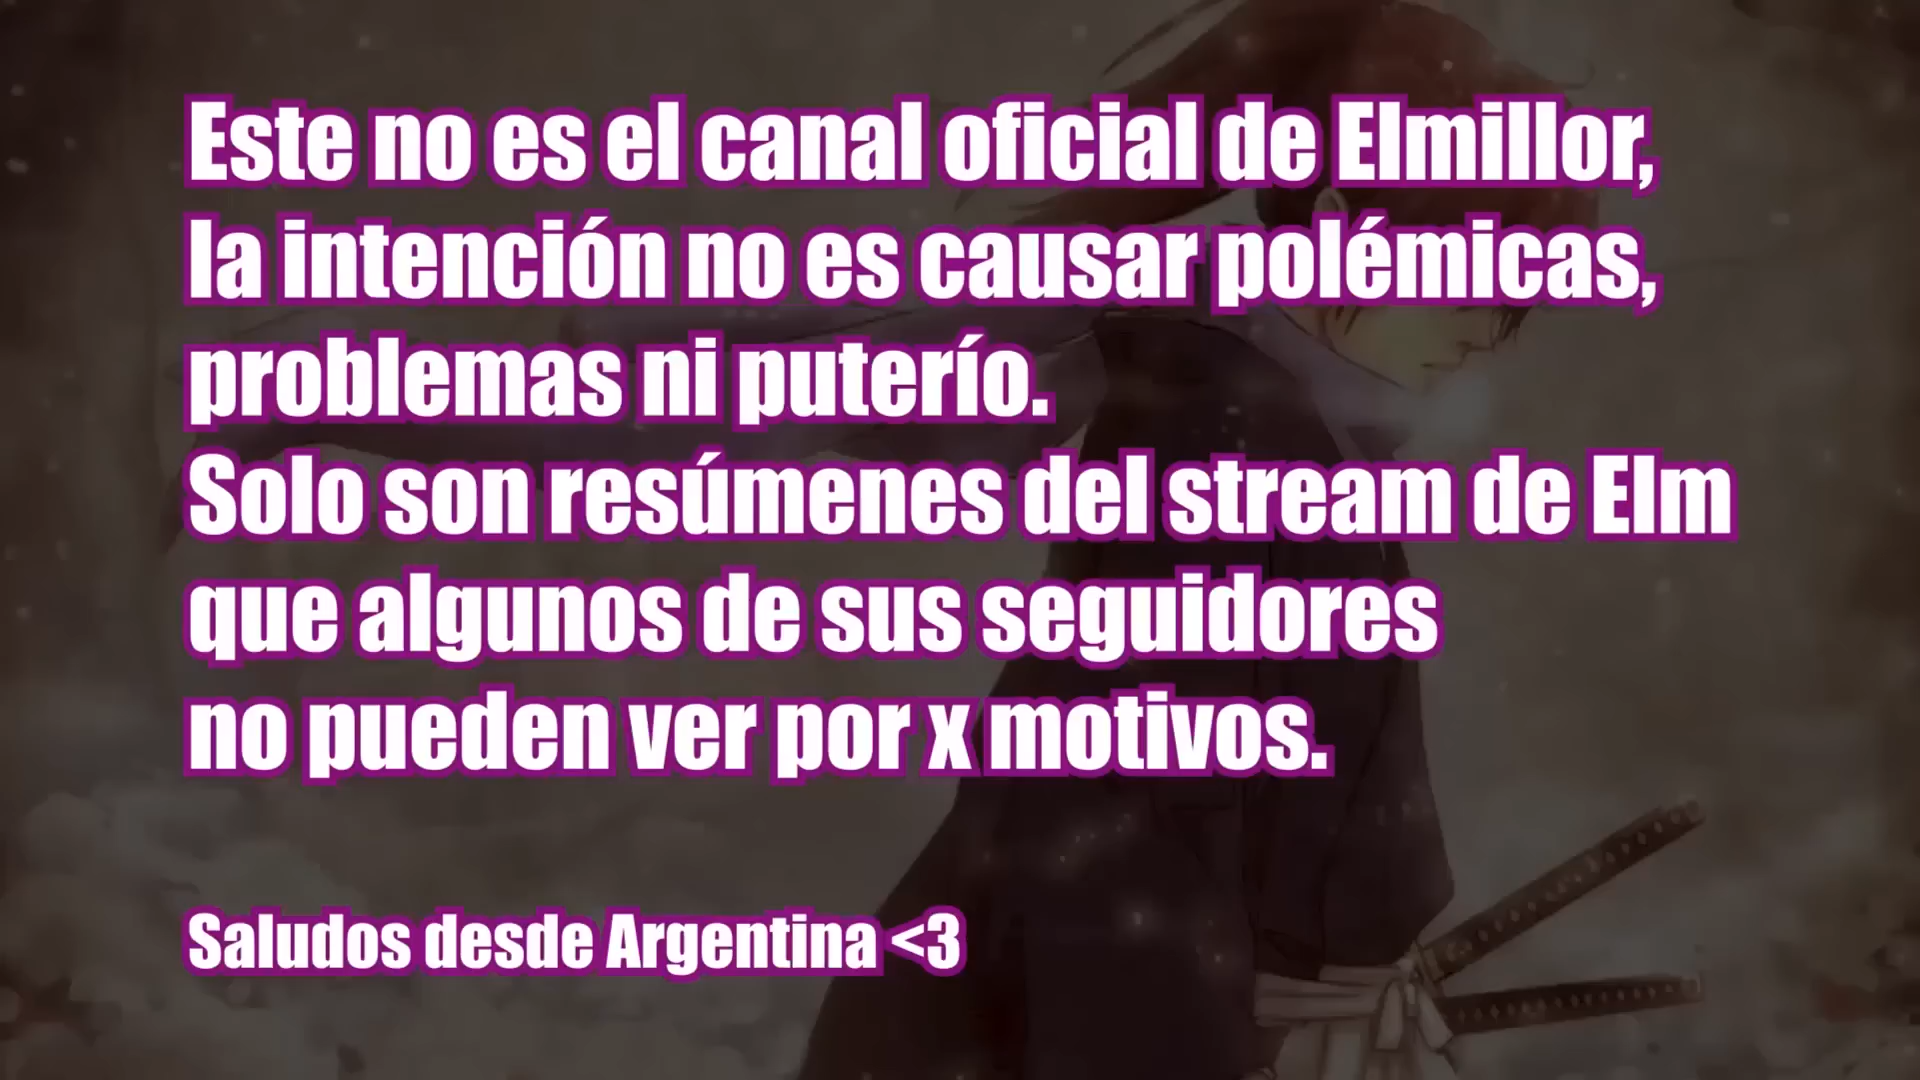 Este no es el canal oficial de Elmillor,
la intención no es causar polémicas,
problemas ni puterío.
Solo son resúmenes del stream de Elm
que algunos de sus seguidores
no pueden ver por x motivos.
Saludos desde Argentina <3